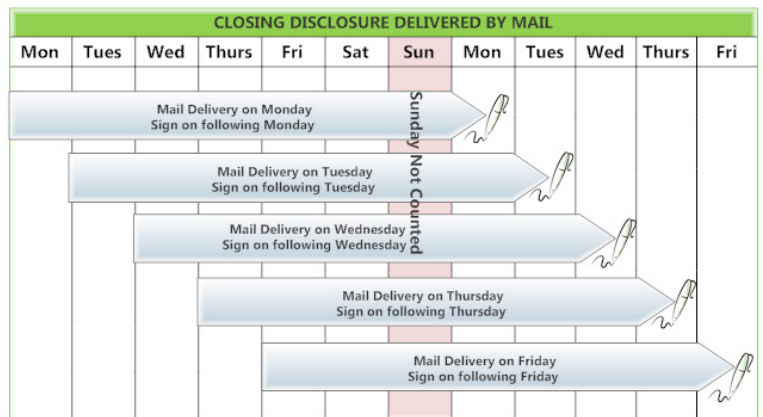 CLOSING DISCLOSURE DELIVERED BY MAIL
Mon Tues Wed Thurs Fri Sat Sun Mon Tues Wed Thurs Fri
Mail Delivery on Monday
Sign on following Monday
Sunday Not Counted
Mail Delivery on Tuesday
Sign on following Tuesday
Mail Delivery on Wednesday
Sign on following Wednesday
Mail Delivery on Thursday
Sign on following Thursday
Mail Delivery on Friday
Sign on following Friday